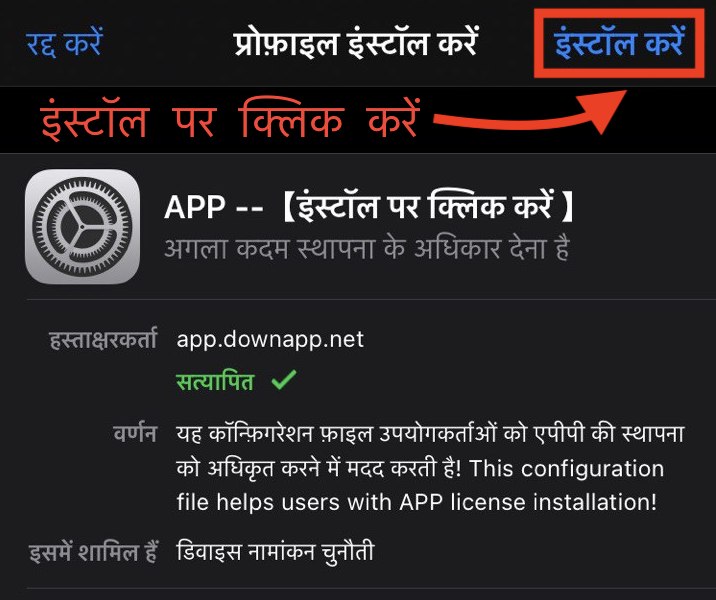 रद्द करें प्रोफ़ाइल इंस्टॉल करें इंस्टॉल करें
इंस्टॉल पर क्लिक करें
APP --【इंस्टॉल पर क्लिक करें 】
अगला कदम स्थापना के अधिकार देना है
हस्ताक्षरकर्ता app.downapp.net
सत्यापित ✓
वर्णन यह कॉन्फ़िगरेशन फ़ाइल उपयोगकर्ताओं को एपीपी की स्थापना
को अधिकृत करने में मदद करती है! This configuration
file helps users with APP license installation!
इसमें शामिल हैं डिवाइस नामांकन चुनौती